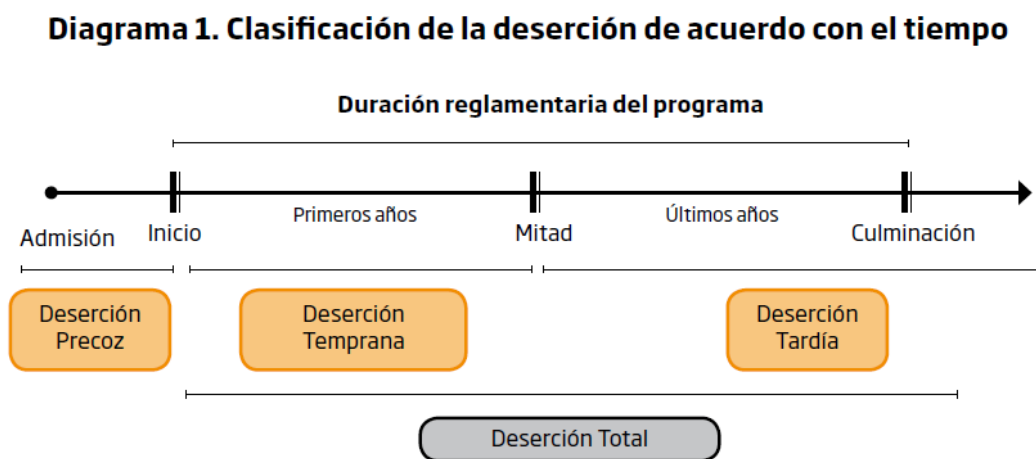 Diagrama 1. Clasificación de la deserción de acuerdo con el tiempo
Duración reglamentaria del programa
Primeros años
Últimos años
Admisión
Inicio
Mitad
Culminación
Deserción
Precoz
Deserción
Temprana
Deserción
Tardía
Deserción Total